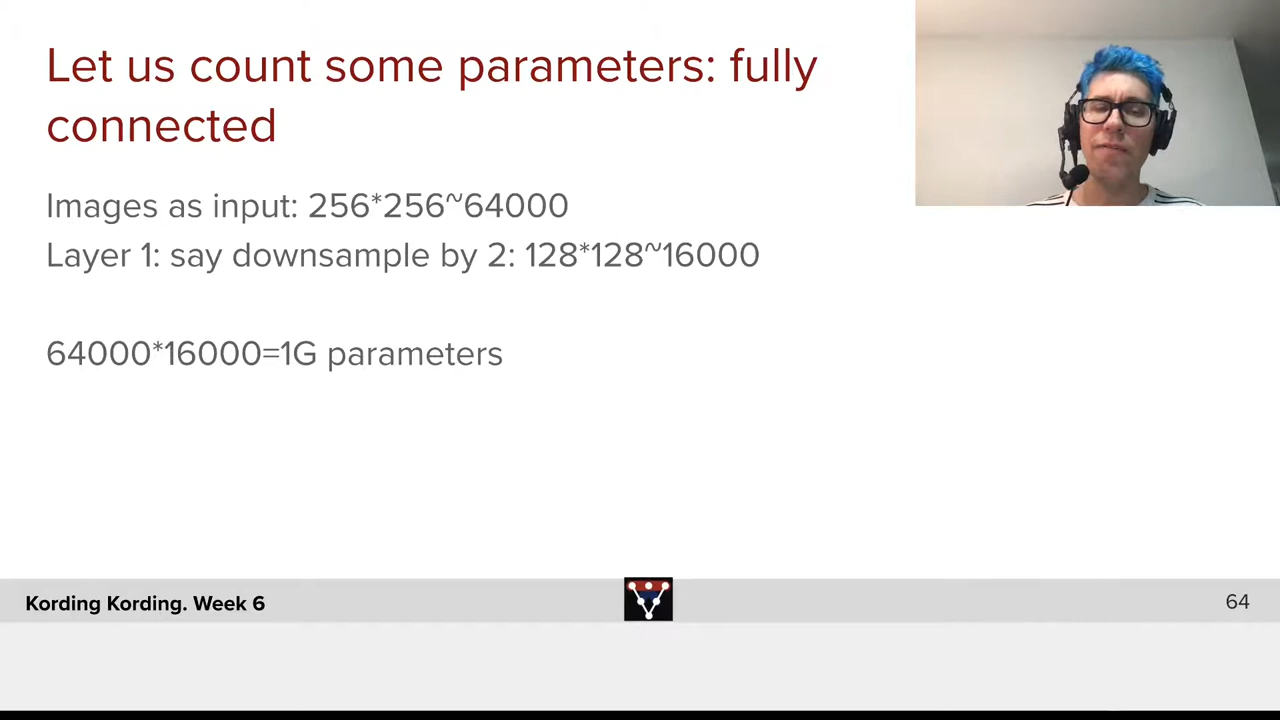 Let us count some parameters: fully
connected
Images as input: 256*256~64000
Layer 1: say downsample by 2: 128*128~16000
64000*16000=1G parameters
Kording Kording. Week 6
64